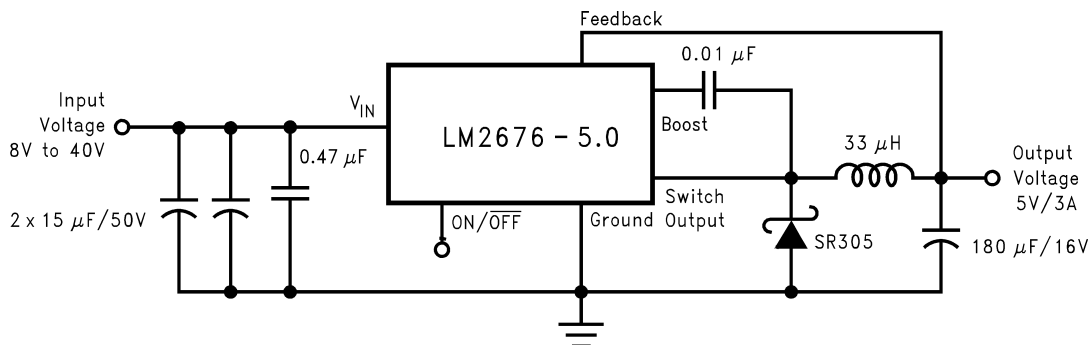 Feedback
0.01 μF
Input
Voltage
8V to 40V
V_IN
LM2676 - 5.0
Boost
33 μH
0.47 μF
Output
Voltage
5V/3A
Switch
Output
2 x 15 μF/50V
ON/O̅F̅F̅
Ground
SR305
180 μF/16V